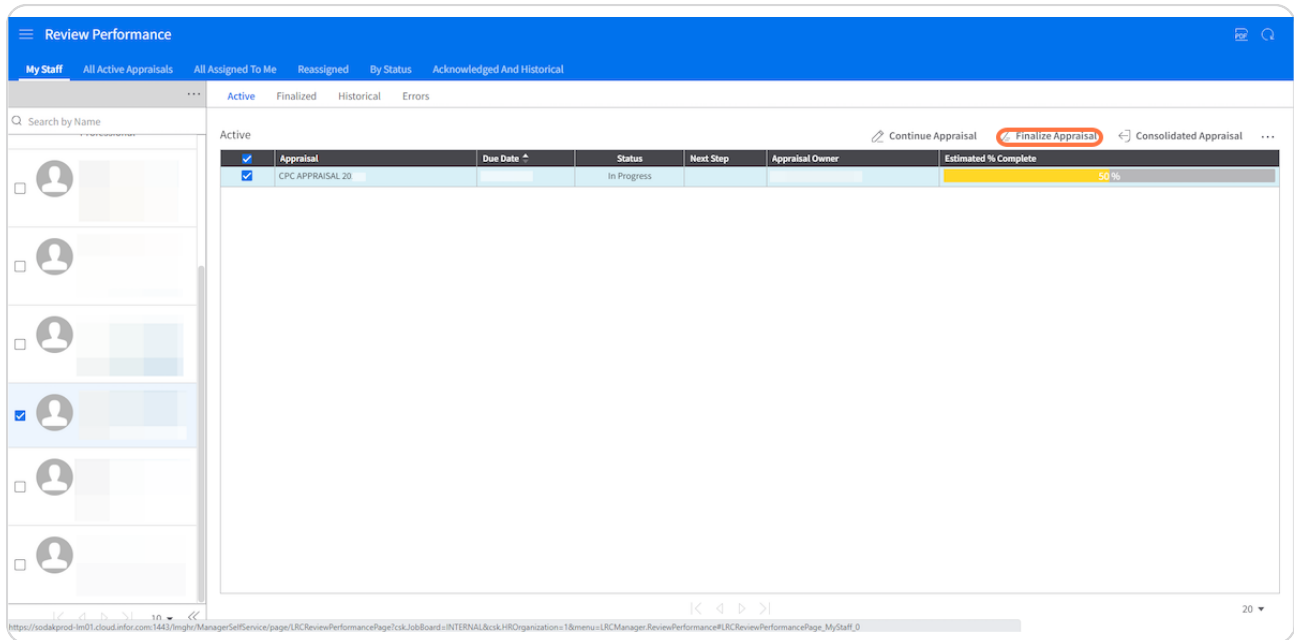 Review Performance
PDF
My Staff All Active Appraisals All Assigned To Me Reassigned By Status Acknowledged And Historical
Active Finalized Historical Errors
Search by Name
Active Continue Appraisal Finalize Appraisal Consolidated Appraisal ...
Appraisal Due Date Status Next Step Appraisal Owner Estimated % Complete
CPC APPRAISAL 20 In Progress 50 %
10
20
https://sodakprod-lm01.cloud.infor.com:1443/lmghr/ManagerSelfService/page/LRCReviewPerformancePage?csk.JobBoard=INTERNAL&csk.HROrganization=1&menu=LRCManager.ReviewPerformance#LRCReviewPerformancePage_MyStaff_0